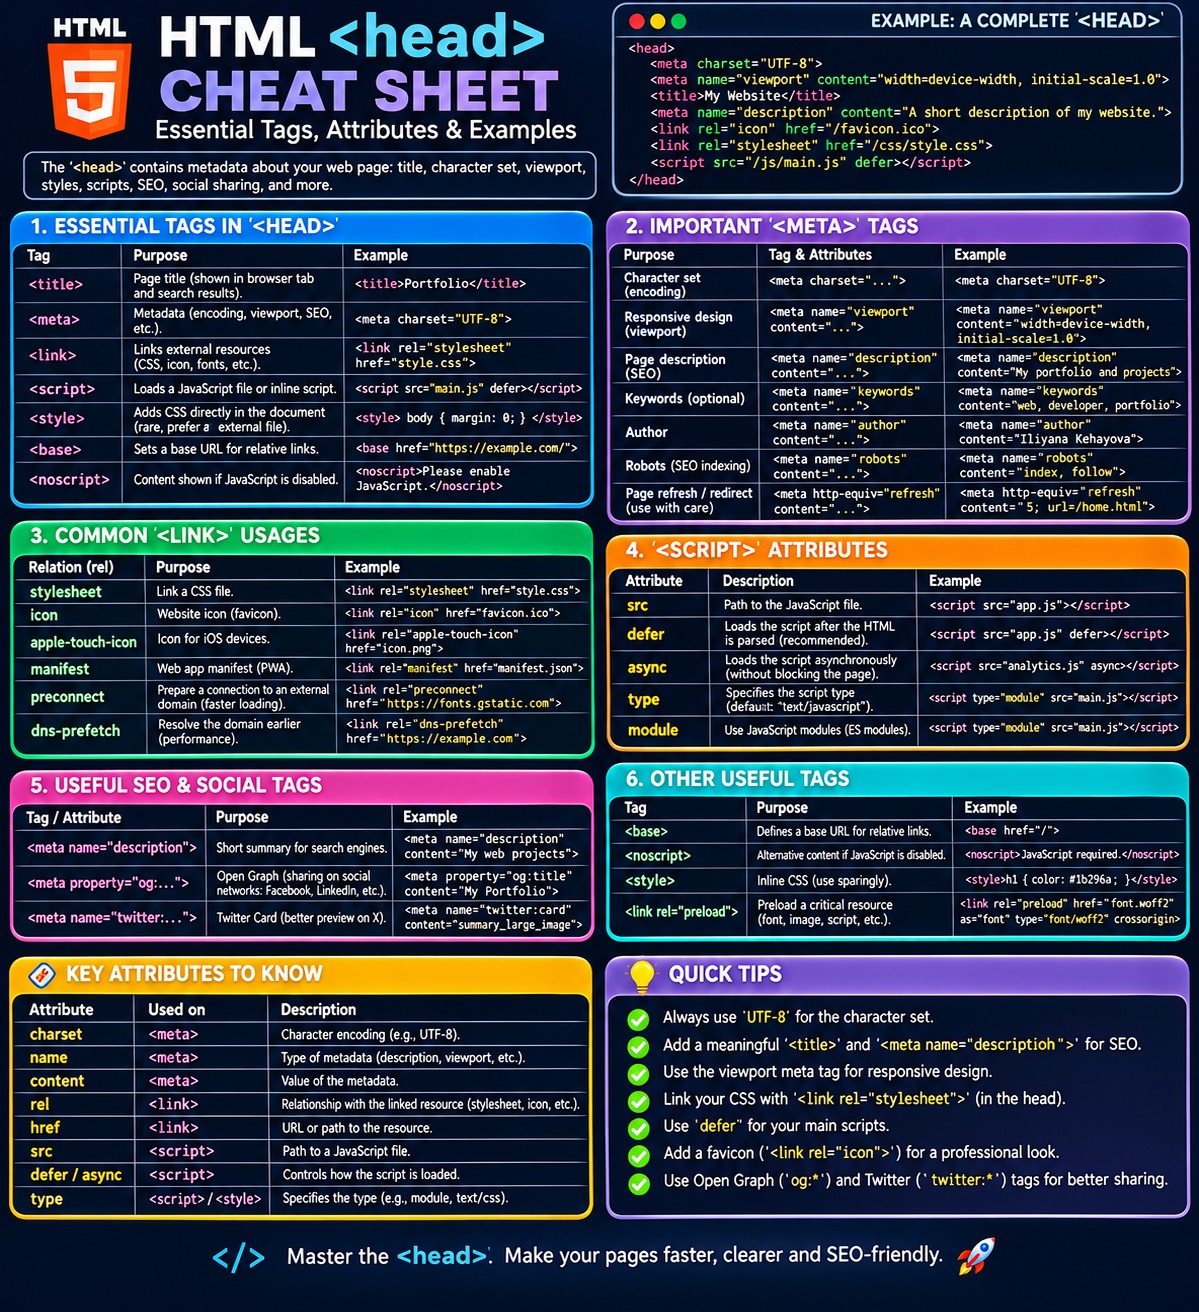 HTML
5
HTML <head>
CHEAT SHEET
Essential Tags, Attributes & Examples
The '<head>' contains metadata about your web page: title, character set, viewport,
styles, scripts, SEO, social sharing, and more.
EXAMPLE: A COMPLETE '<HEAD>'
<head>
<meta charset="UTF-8">
<meta name="viewport" content="width=device-width, initial-scale=1.0">
<title>My Website</title>
<meta name="description" content="A short description of my website.">
<link rel="icon" href="/favicon.ico">
<link rel="stylesheet" href="/css/style.css">
<script src="/js/main.js" defer></script>
</head>
1. ESSENTIAL TAGS IN '<HEAD>'
Tag Purpose Example
<title> Page title (shown in browser tab
and search results). <title>Portfolio</title>
<meta> Metadata (encoding, viewport, SEO,
etc.). <meta charset="UTF-8">
<link> Links external resources
(CSS, icon, fonts, etc.). <link rel="stylesheet"
href="style.css">
<script> Loads a JavaScript file or inline script. <script src="main.js" defer></script>
<style> Adds CSS directly in the document
(rare, prefer a external file). <style> body { margin: 0; } </style>
<base> Sets a base URL for relative links. <base href="https://example.com/">
<noscript> Content shown if JavaScript is disabled. <noscript>Please enable
JavaScript.</noscript>
2. IMPORTANT '<META>' TAGS
Purpose Tag & Attributes Example
Character set
(encoding) <meta charset="..."> <meta charset="UTF-8">
Responsive design
(viewport) <meta name="viewport"
content="..."> <meta name="viewport"
content="width=device-width,
initial-scale=1.0">
Page description
(SEO) <meta name="description"
content="..."> <meta name="description"
content="My portfolio and projects">
Keywords (optional) <meta name="keywords"
content="..."> <meta name="keywords"
content="web, developer, portfolio">
Author <meta name="author"
content="..."> <meta name="author"
content="Iliyana Kehayova">
Robots (SEO indexing) <meta name="robots"
content="..."> <meta name="robots"
content="index, follow">
Page refresh / redirect
(use with care) <meta http-equiv="refresh"
content="..."> <meta http-equiv="refresh"
content="5; url=/home.html">
3. COMMON '<LINK>' USAGES
Relation (rel) Purpose Example
stylesheet Link a CSS file. <link rel="stylesheet" href="style.css">
icon Website icon (favicon). <link rel="icon" href="favicon.ico">
apple-touch-icon Icon for iOS devices. <link rel="apple-touch-icon"
href="icon.png">
manifest Web app manifest (PWA). <link rel="manifest" href="manifest.json">
preconnect Prepare a connection to an external
domain (faster loading). <link rel="preconnect"
href="https://fonts.gstatic.com">
dns-prefetch Resolve the domain earlier
(performance). <link rel="dns-prefetch"
href="https://example.com">
4. '<SCRIPT>' ATTRIBUTES
Attribute Description Example
src Path to the JavaScript file. <script src="app.js"></script>
defer Loads the script after the HTML
is parsed (recommended). <script src="app.js" defer></script>
async Loads the script asynchronously
(without blocking the page). <script src="analytics.js" async></script>
type Specifies the script type
(default: "text/javascript"). <script type="module" src="main.js"></script>
module Use JavaScript modules (ES modules). <script type="module" src="main.js"></script>
5. USEFUL SEO & SOCIAL TAGS
Tag / Attribute Purpose Example
<meta name="description"> Short summary for search engines. <meta name="description"
content="My web projects">
<meta property="og:..."> Open Graph (sharing on social
networks: Facebook, LinkedIn, etc.). <meta property="og:title"
content="My Portfolio">
<meta name="twitter:..."> Twitter Card (better preview on X). <meta name="twitter:card"
content="summary_large_image">
6. OTHER USEFUL TAGS
Tag Purpose Example
<base> Defines a base URL for relative links. <base href="/">
<noscript> Alternative content if JavaScript is disabled. <noscript>JavaScript required.</noscript>
<style> Inline CSS (use sparingly). <style>h1 { color: #1b296a; }</style>
<link rel="preload"> Preload a critical resource
(font, image, script, etc.). <link rel="preload" href="font.woff2"
as="font" type="font/woff2" crossorigin>
KEY ATTRIBUTES TO KNOW
Attribute Used on Description
charset <meta> Character encoding (e.g., UTF-8).
name <meta> Type of metadata (description, viewport, etc.).
content <meta> Value of the metadata.
rel <link> Relationship with the linked resource (stylesheet, icon, etc.).
href <link> URL or path to the resource.
src <script> Path to a JavaScript file.
defer / async <script> Controls how the script is loaded.
type <script> / <style> Specifies the type (e.g., module, text/css).
QUICK TIPS
Always use 'UTF-8' for the character set.
Add a meaningful '<title>' and '<meta name="description">' for SEO.
Use the viewport meta tag for responsive design.
Link your CSS with '<link rel="stylesheet">' (in the head).
Use 'defer' for your main scripts.
Add a favicon ('<link rel="icon">') for a professional look.
Use Open Graph ('og:*') and Twitter ('twitter:*') tags for better sharing.
</> Master the <head>'. Make your pages faster, clearer and SEO-friendly.